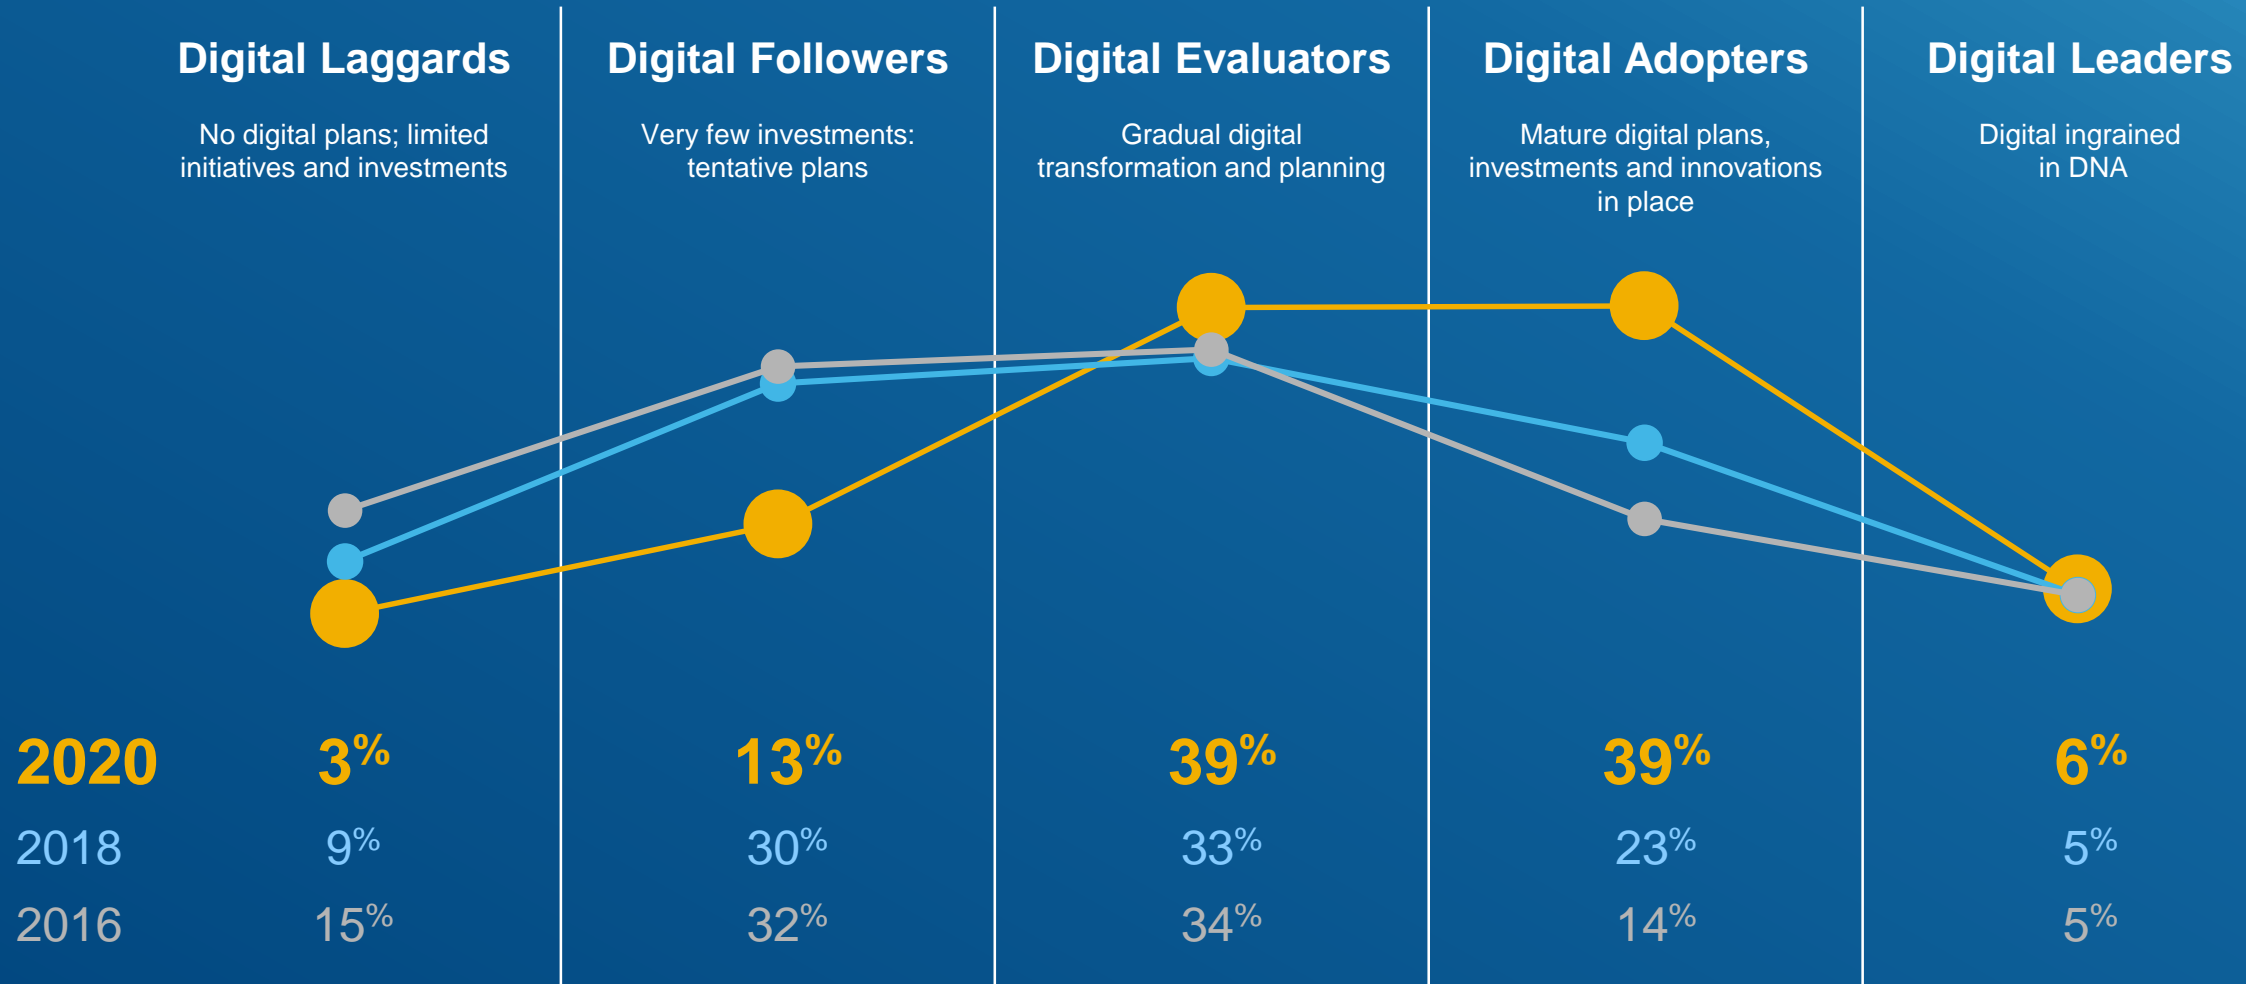 Digital Laggards
No digital plans; limited
initiatives and investments
Digital Followers
Very few investments:
tentative plans
Digital Evaluators
Gradual digital
transformation and planning
Digital Adopters
Mature digital plans,
investments and innovations
in place
Digital Leaders
Digital ingrained
in DNA
2020 3% 13% 39% 39% 6%
2018 9% 30% 33% 23% 5%
2016 15% 32% 34% 14% 5%